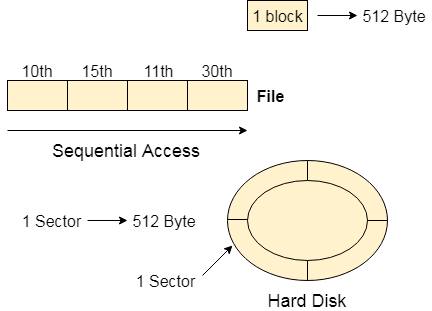 1 block 512 Byte
10th 15th 11th 30th
File
Sequential Access
1 Sector 512 Byte
1 Sector
Hard Disk